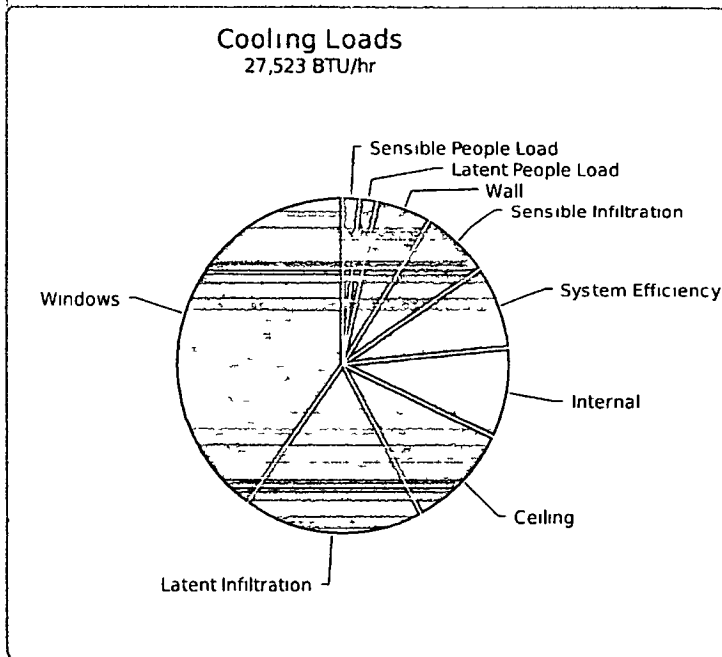 Cooling Loads
27,523 BTU/hr
Sensible People Load
Latent People Load
Wall
Sensible Infiltration
System Efficiency
Windows
Internal
Ceiling
Latent Infiltration